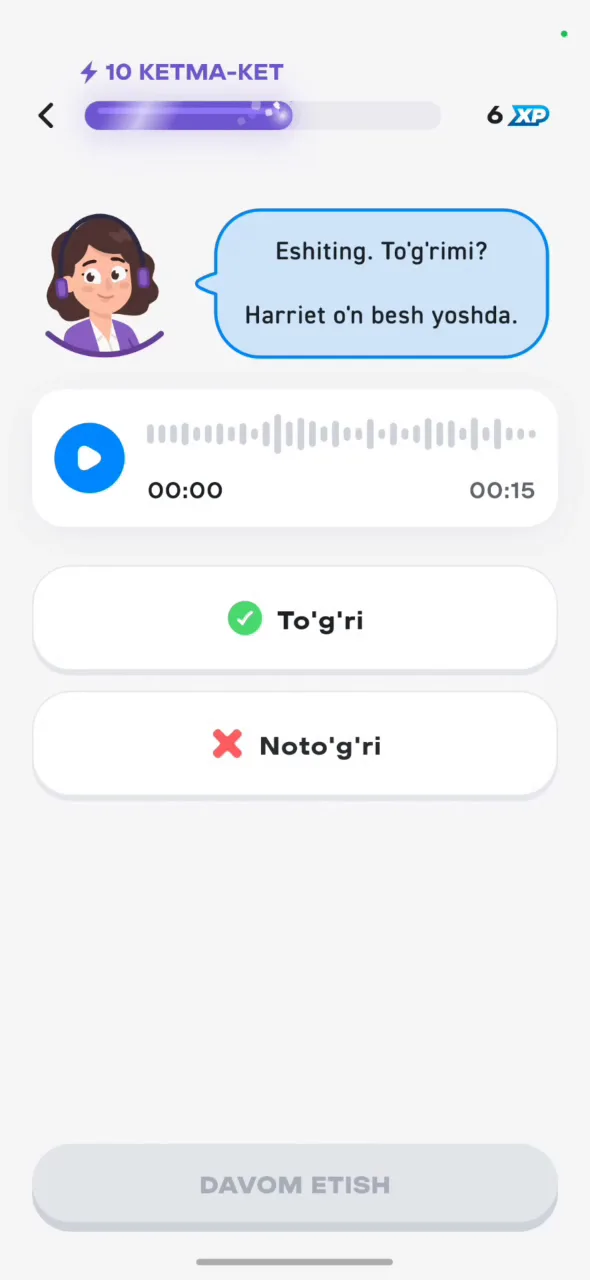 10 KETMA-KET
6 XP
Eshiting. To'g'rimi?
Harriet o'n besh yoshda.
00:00
00:15
To'g'ri
Noto'g'ri
DAVOM ETISH